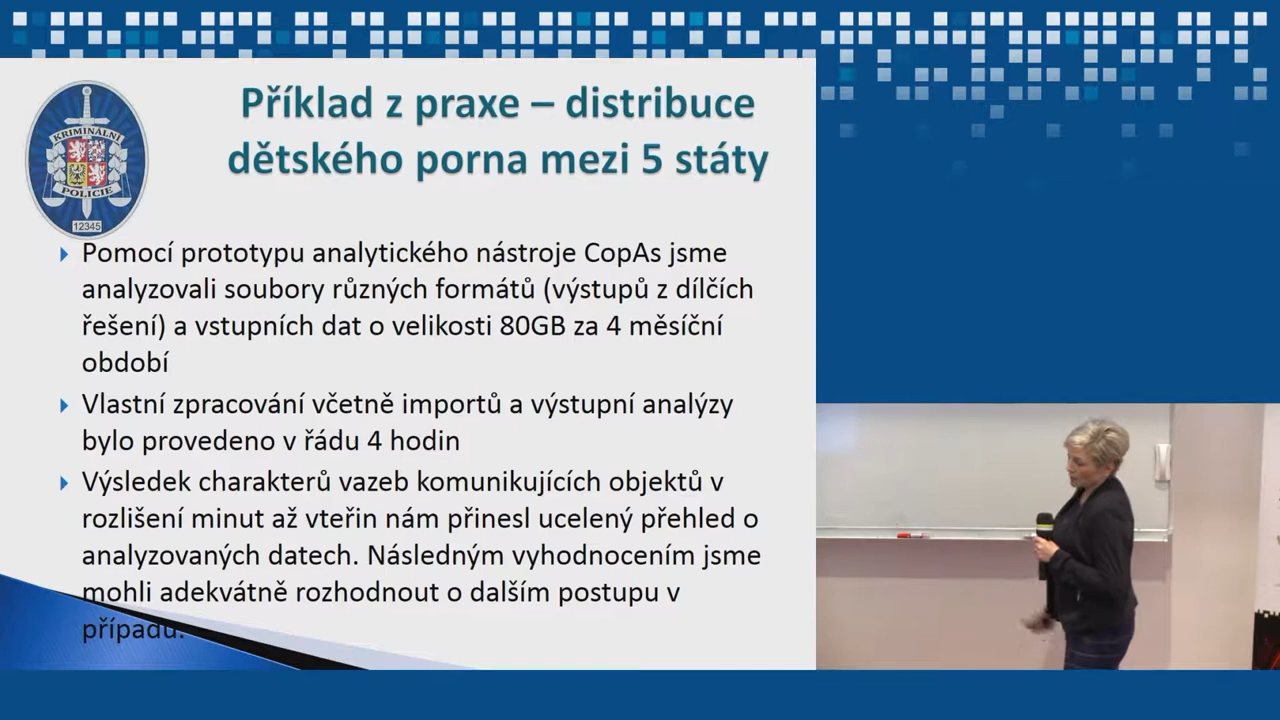 Příklad z praxe – distribuce
dětského porna mezi 5 státy
KRIMINÁLNÍ
POLICIE
12345
Pomocí prototypu analytického nástroje CopAs jsme
analyzovali soubory různých formátů (výstupů z dílčích
řešení) a vstupních dat o velikosti 80GB za 4 měsíční
období
Vlastní zpracování včetně importů a výstupní analýzy
bylo provedeno v řádu 4 hodin
Výsledek charakterů vazeb komunikujících objektů v
rozlišení minut až vteřin nám přinesl ucelený přehled o
analyzovaných datech. Následným vyhodnocením jsme
mohli adekvátně rozhodnout o dalším postupu v
případu.